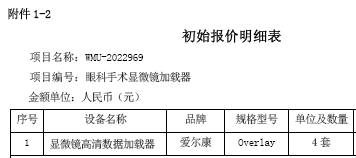 附件 1-2
初始报价明细表
项目名称：WMU-2022969
项目编号：眼科手术显微镜加载器
金额单位：人民币（元）
序号 设备名称 品牌 规格型号 单位及数量
1 显微镜高清数据加载器 爱尔康 Overlay 4 套